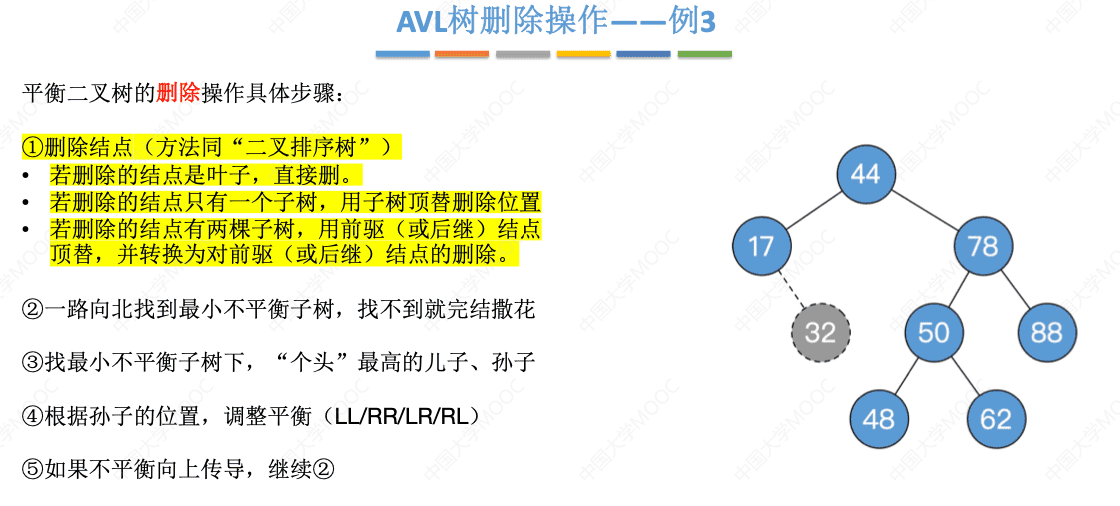 AVL树删除操作——例3
平衡二叉树的删除操作具体步骤：
①删除结点（方法同“二叉排序树”）
• 若删除的结点是叶子，直接删。
• 若删除的结点只有一个子树，用子树顶替删除位置
• 若删除的结点有两棵子树，用前驱（或后继）结点
顶替，并转换为对前驱（或后继）结点的删除。
②一路向北找到最小不平衡子树，找不到就完结撒花
③找最小不平衡子树下，“个头”最高的儿子、孙子
④根据孙子的位置，调整平衡（LL/RR/LR/RL）
⑤如果不平衡向上传导，继续②
44
17
78
32
50
88
48
62
中国大学MOOC